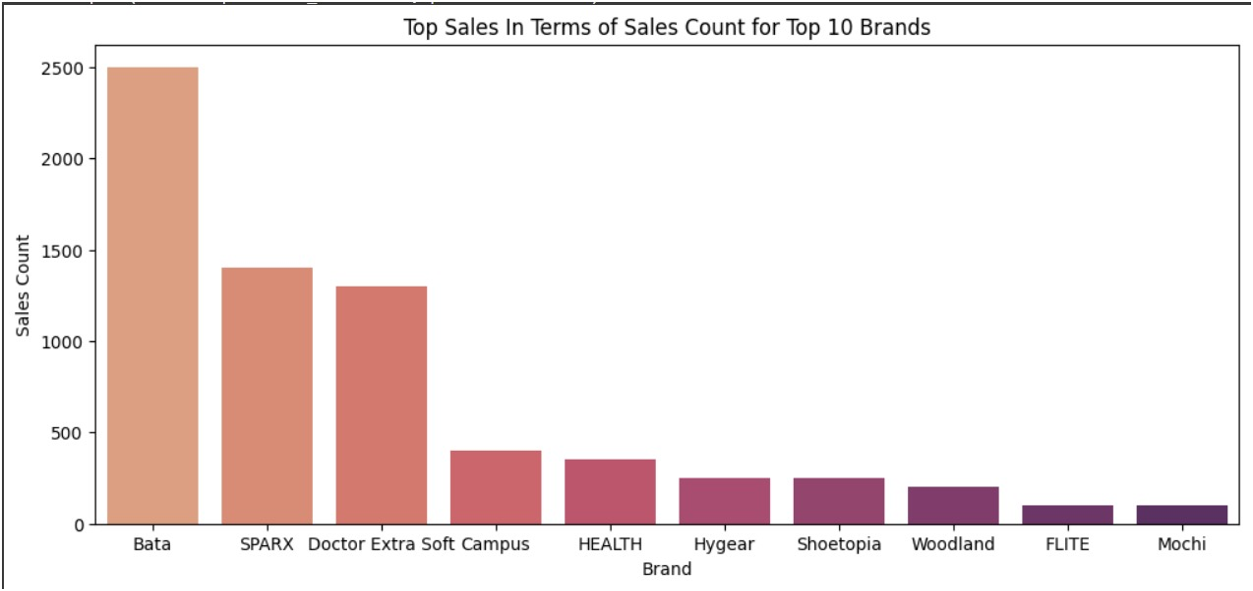 Top Sales In Terms of Sales Count for Top 10 Brands
2500
2000
1500
1000
500
0
Sales Count
Bata SPARX Doctor Extra Soft Campus HEALTH Hygear Shoetopia Woodland FLITE Mochi
Brand